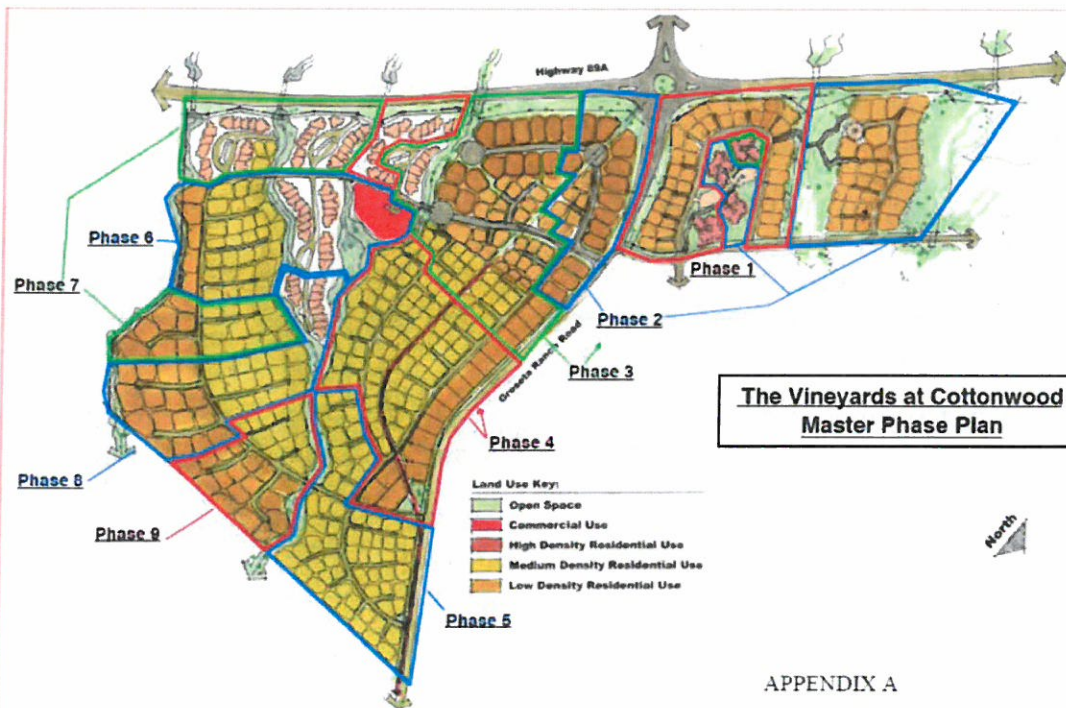 Highway 89A
Phase 6
Phase 7
Phase 1
Phase 2
Phase 3
Groseta Ranch Road
The Vineyards at Cottonwood
Master Phase Plan
Phase 4
Phase 8
Land Use Key:
Open Space
Commercial Use
High Density Residential Use
Medium Density Residential Use
Low Density Residential Use
Phase 9
North
Phase 5
APPENDIX A